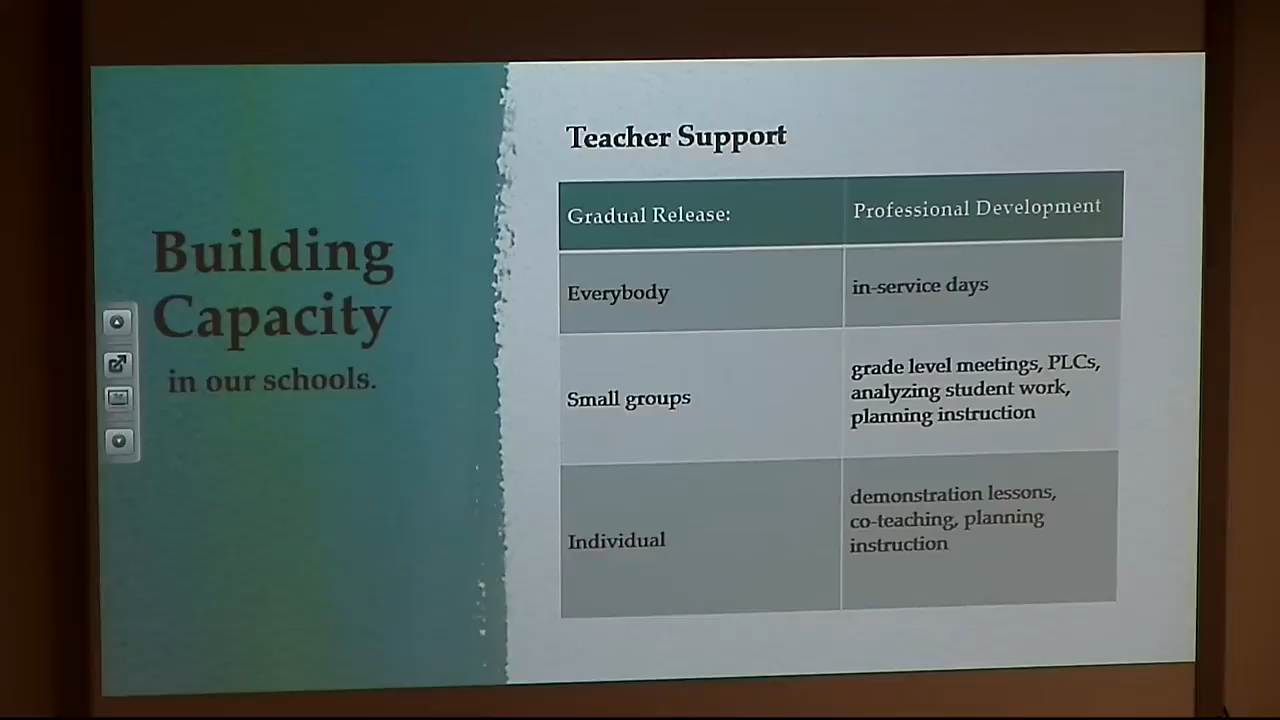 Building
Capacity
in our schools.
Teacher Support
Gradual Release:
Professional Development
Everybody
in-service days
Small groups
grade level meetings, PLCs,
analyzing student work,
planning instruction
Individual
demonstration lessons,
co-teaching, planning
instruction